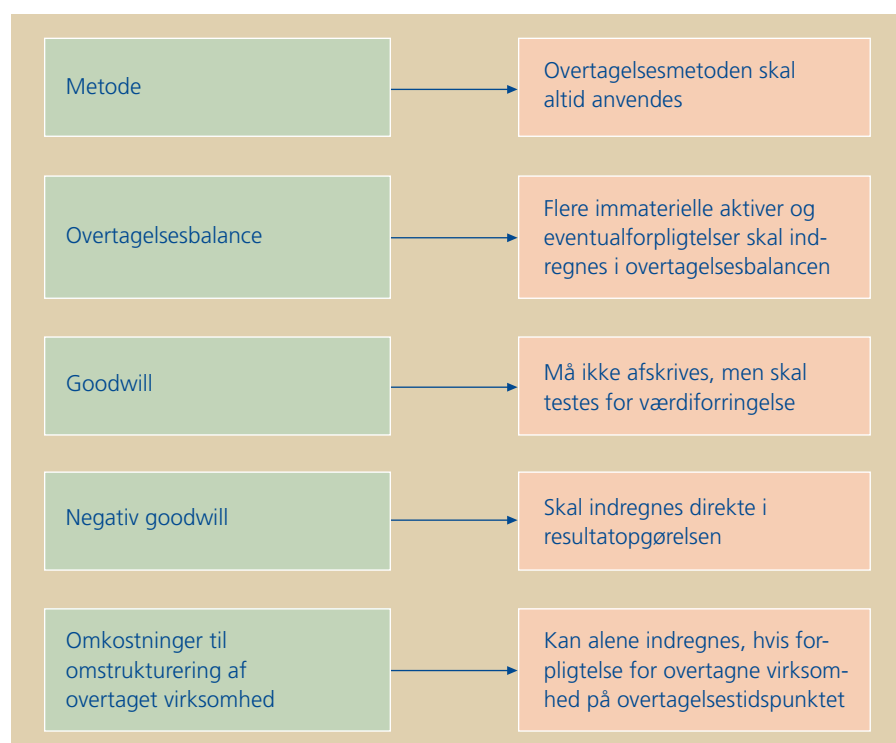 Metode
Overtagelsesmetoden skal
altid anvendes
Overtagelsesbalance
Flere immaterielle aktiver og
eventualforpligtelser skal ind-
regnes i overtagelsesbalancen
Goodwill
Må ikke afskrives, men skal
testes for værdiforringelse
Negativ goodwill
Skal indregnes direkte i
resultatopgørelsen
Omkostninger til
omstrukturering af
overtaget virksomhed
Kan alene indregnes, hvis for-
pligtelse for overtagne virksom-
hed på overtagelsestidspunktet